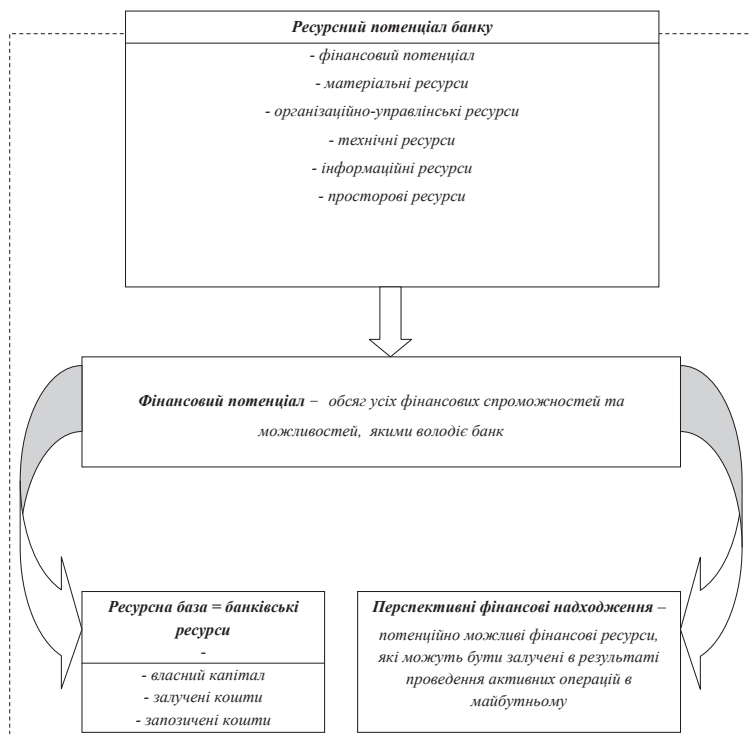 Ресурсний потенціал банку
- фінансовий потенціал
- матеріальні ресурси
- організаційно-управлінські ресурси
- технічні ресурси
- інформаційні ресурси
- просторові ресурси
Фінансовий потенціал – обсяг усіх фінансових спроможностей та
можливостей, якими володіє банк
Ресурсна база = банківські
ресурси
-
- власний капітал
- залучені кошти
- запозичені кошти
Перспективні фінансові надходження –
потенційно можливі фінансові ресурси,
які можуть бути залучені в результаті
проведення активних операцій в
майбутньому